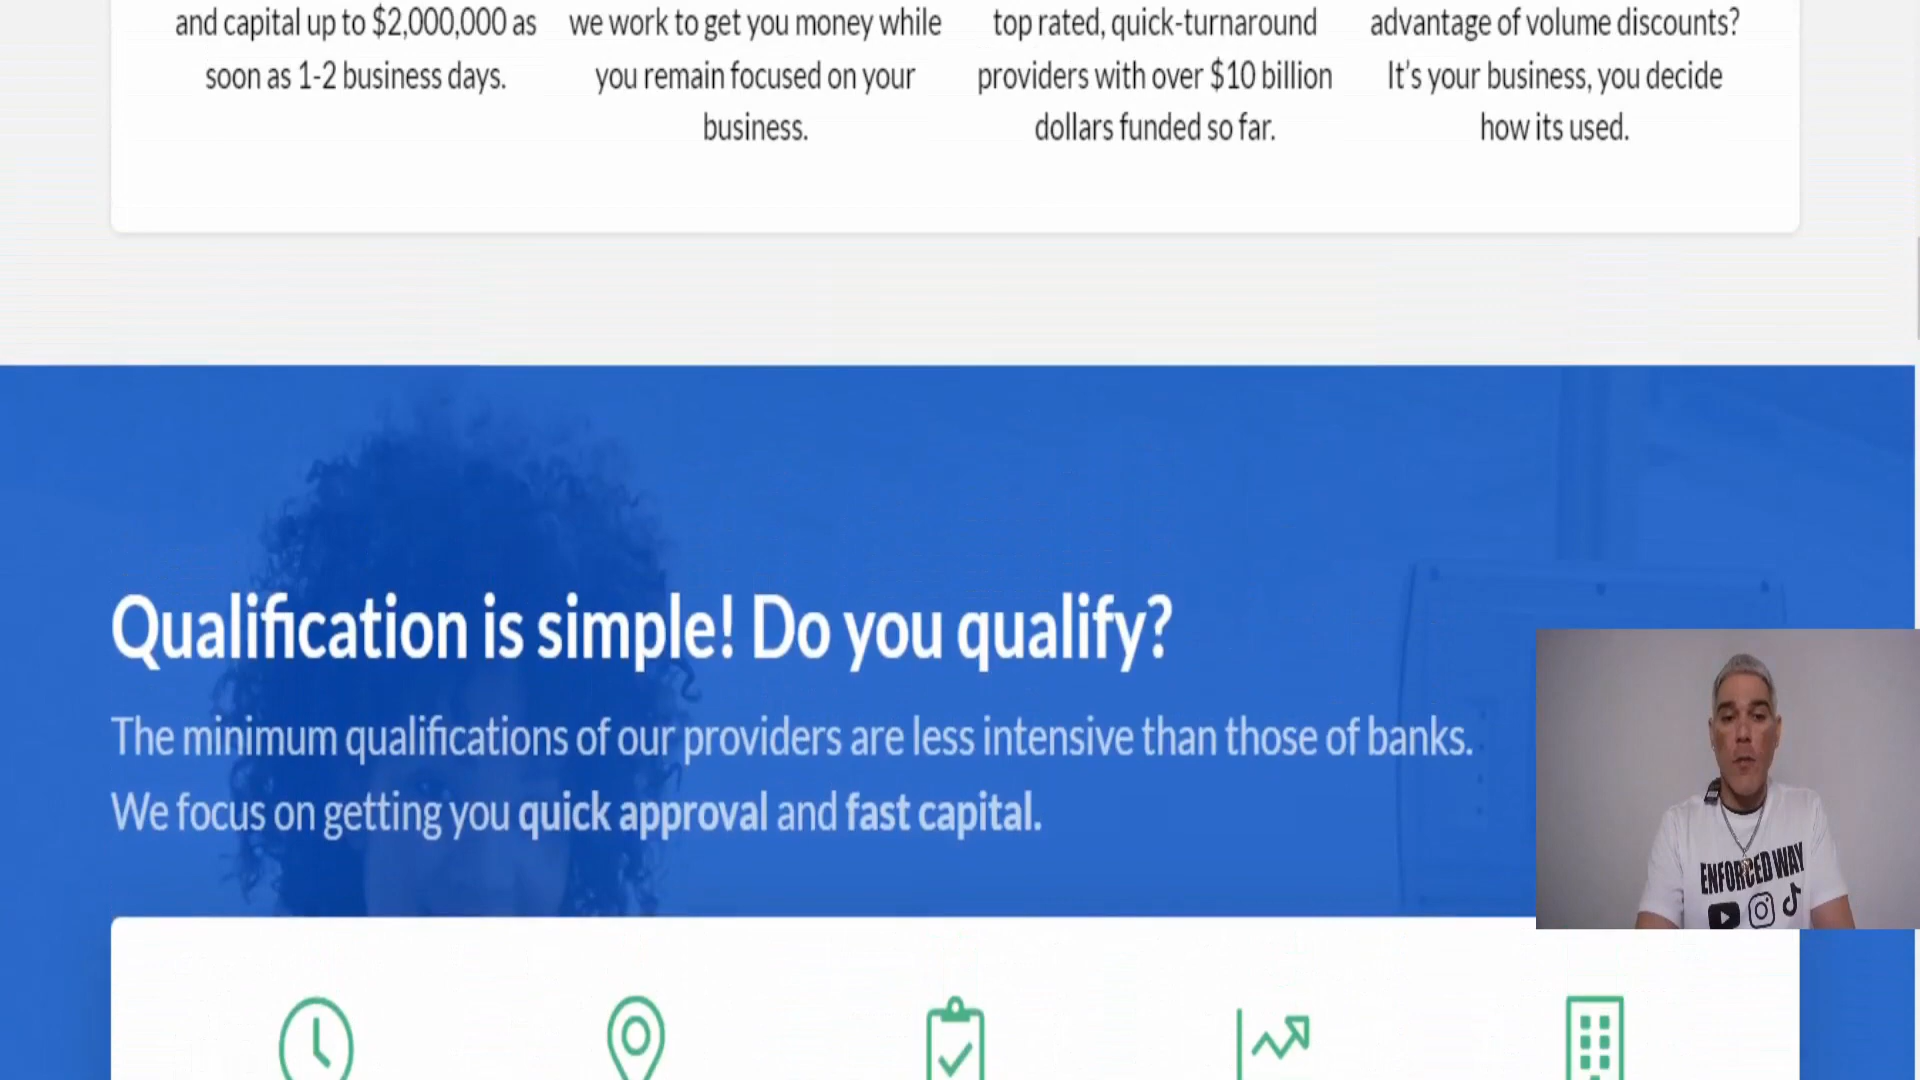 and capital up to $2,000,000 as
soon as 1-2 business days.
we work to get you money while
you remain focused on your
business.
top rated, quick-turnaround
providers with over $10 billion
dollars funded so far.
advantage of volume discounts?
It's your business, you decide
how its used.
Qualification is simple! Do you qualify?
The minimum qualifications of our providers are less intensive than those of banks.
We focus on getting you quick approval and fast capital.
ENFORCED WAY